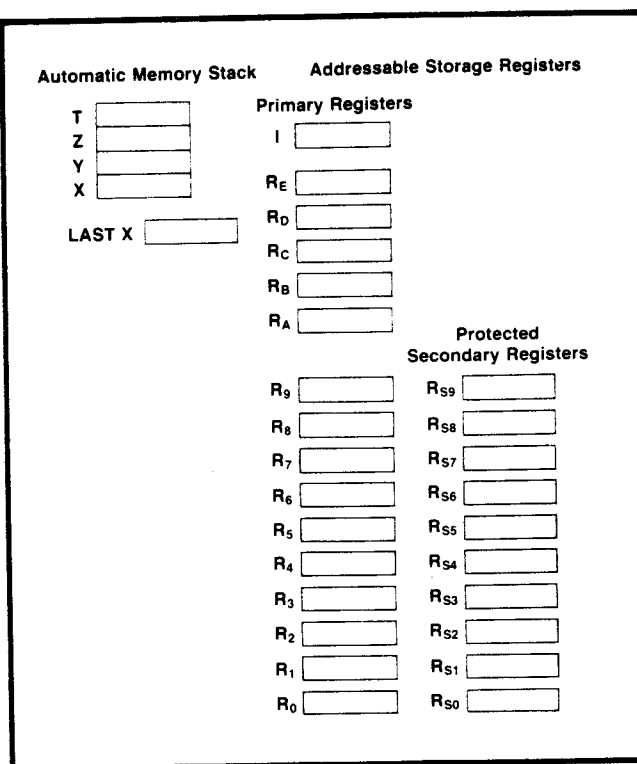 Automatic Memory Stack
Addressable Storage Registers
T
Z
Y
X
LAST X
Primary Registers
I
RE
RD
RC
RB
RA
R9
R8
R7
R6
R5
R4
R3
R2
R1
R0
Protected
Secondary Registers
RS9
RS8
RS7
RS6
RS5
RS4
RS3
RS2
RS1
RS0